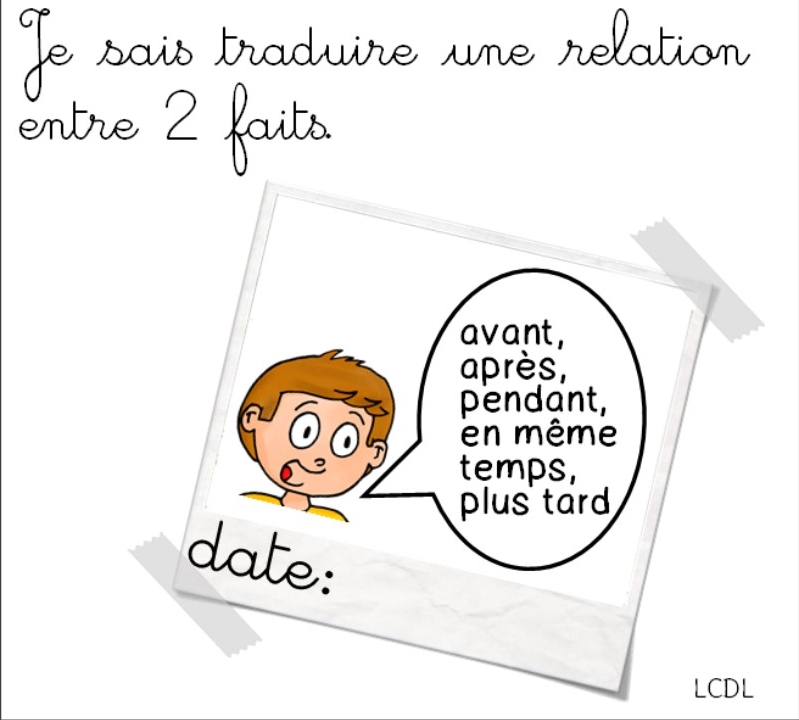 Je sais traduire une relation
entre 2 faits.
avant,
après,
pendant,
en même
temps,
plus tard
date:
LCDL